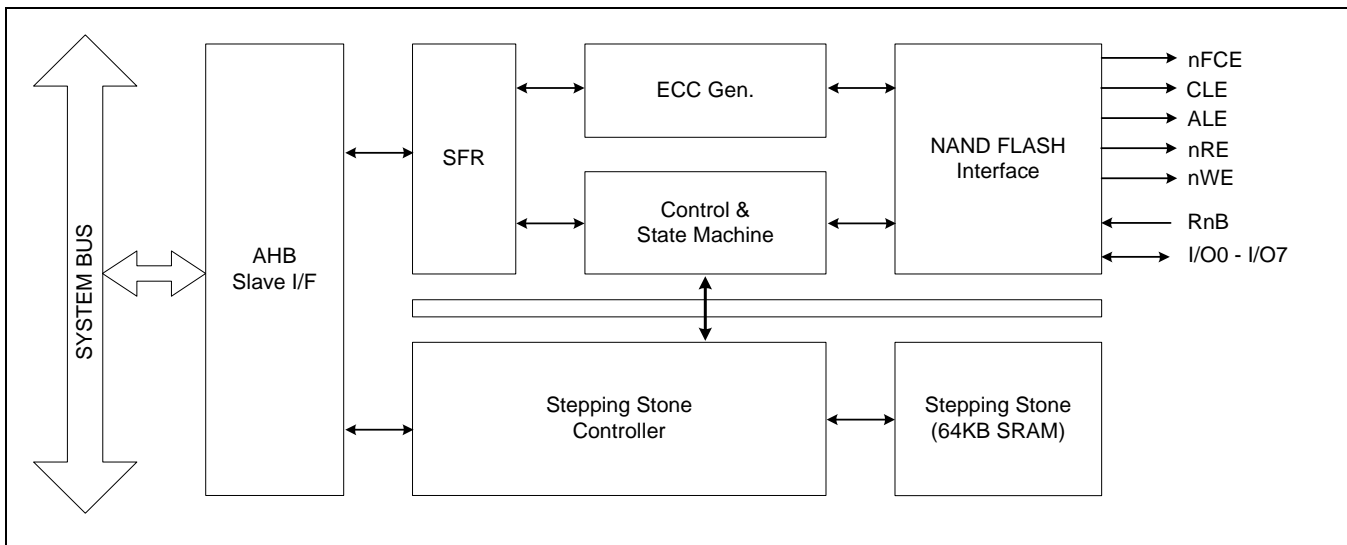 SYSTEM BUS
AHB
Slave I/F
SFR
ECC Gen.
Control &
State Machine
NAND FLASH
Interface
nFCE
CLE
ALE
nRE
nWE
RnB
I/O0 - I/O7
Stepping Stone
Controller
Stepping Stone
(64KB SRAM)